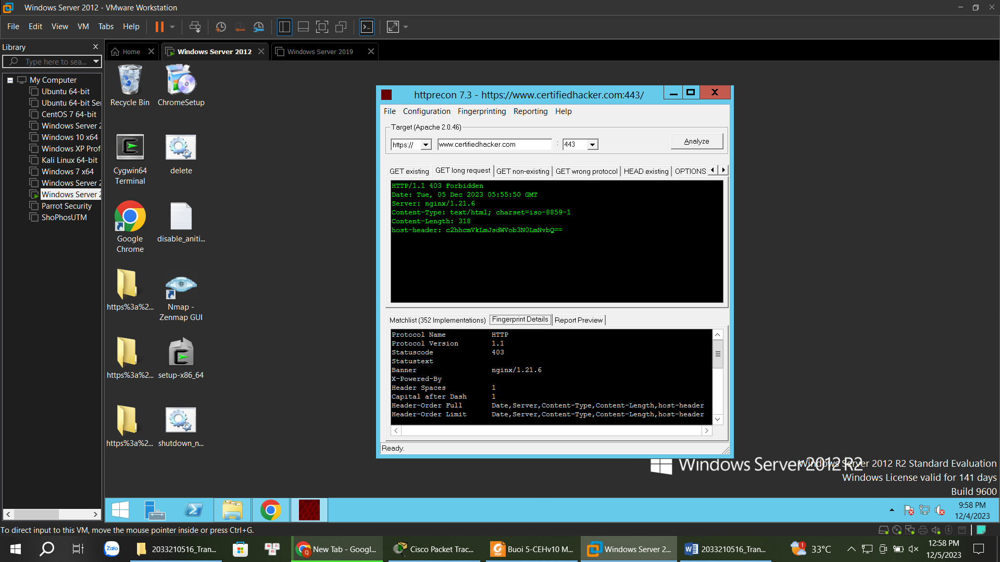 Windows Server 2012 - VMware Workstation
File Edit View VM Tabs Help
Library
Type here to sea...
My Computer
Ubuntu 64-bit
Ubuntu 64-bit Ser
CentOS 7 64-bit
Windows Server 2
Windows 10 x64
Windows XP Prof
Kali Linux 64-bit
Windows 7 x64
Windows Server 2
Windows Server 2
Parrot Security
ShoPhosUTM
Home
Windows Server 2012
Windows Server 2019
Recycle Bin
ChromeSetup
Cygwin64
Terminal
delete
Google
Chrome
disable_aniti...
https%3a%2...
Nmap -
Zenmap GUI
https%3a%2...
setup-x86_64
https%3a%2...
shutdown_n...
httprecon 7.3 - https://www.certifiedhacker.com:443/
File Configuration Fingerprinting Reporting Help
Target (Apache 2.0.46)
https:// www.certifiedhacker.com : 443 Analyze
GET existing GET long request GET non-existing GET wrong protocol HEAD existing OPTIONS
HTTP/1.1 403 Forbidden
Date: Tue, 05 Dec 2023 05:55:50 GMT
Server: nginx/1.21.6
Content-Type: text/html; charset=iso-8859-1
Content-Length: 318
host-header: c2hhcmVkLmJsdWVob3N0LmNvbQ==
Matchlist (352 Implementations) Fingerprint Details Report Preview
Protocol Name HTTP
Protocol Version 1.1
Statuscode 403
Statustext
Banner nginx/1.21.6
X-Powered-By
Header Spaces 1
Capital after Dash 1
Header-Order Full Date,Server,Content-Type,Content-Length,host-header
Header-Order Limit Date,Server,Content-Type,Content-Length,host-header
Ready.
Windows Server 2012 R2
Windows Server 2012 R2 Standard Evaluation
Windows License valid for 141 days
Build 9600
9:58 PM
12/4/2023
To direct input to this VM, move the mouse pointer inside or press Ctrl+G.
Zalo
2033210516_Tran...
New Tab - Googl...
Cisco Packet Trac...
Buoi 5-CEHv10 M...
Windows Server 2...
2033210516_Tran...
1
33°C
12:58 PM
12/5/2023